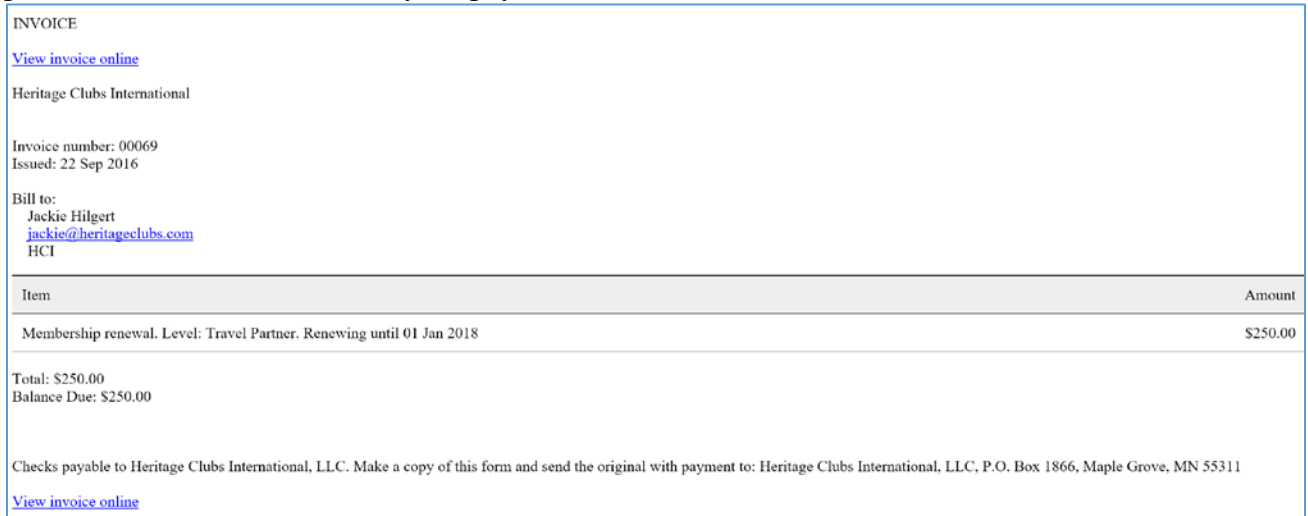 INVOICE
View invoice online
Heritage Clubs International
Invoice number: 00069
Issued: 22 Sep 2016
Bill to:
Jackie Hilgert
jackie@heritageclubs.com
HCI
Item Amount
Membership renewal. Level: Travel Partner. Renewing until 01 Jan 2018 $250.00
Total: $250.00
Balance Due: $250.00
Checks payable to Heritage Clubs International, LLC. Make a copy of this form and send the original with payment to: Heritage Clubs International, LLC, P.O. Box 1866, Maple Grove, MN 55311
View invoice online